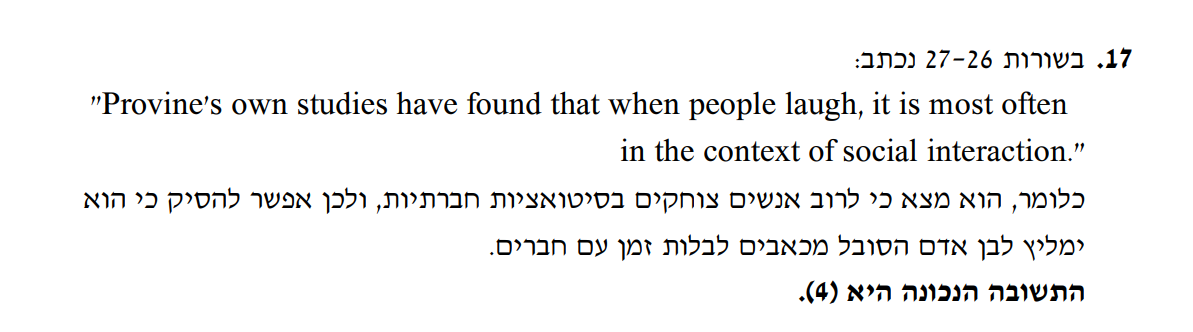 17. בשורות 27-26 נכתב:
"Provine's own studies have found that when people laugh, it is most often
in the context of social interaction."
כלומר, הוא מצא כי לרוב אנשים צוחקים בסיטואציות חברתיות, ולכן אפשר להסיק כי הוא
ימליץ לבן אדם הסובל מכאבים לבלות זמן עם חברים.
התשובה הנכונה היא (4).